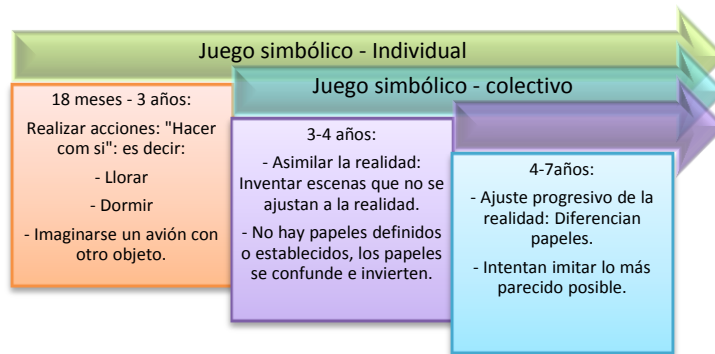 Juego simbólico - Individual
Juego simbólico - colectivo
18 meses - 3 años:
Realizar acciones: "Hacer
com si": es decir:
- Llorar
- Dormir
- Imaginarse un avión con
otro objeto.
3-4 años:
- Asimilar la realidad:
Inventar escenas que no se
ajustan a la realidad.
- No hay papeles definidos
o establecidos, los papeles
se confunde e invierten.
4-7años:
- Ajuste progresivo de la
realidad: Diferencian
papeles.
- Intentan imitar lo más
parecido posible.